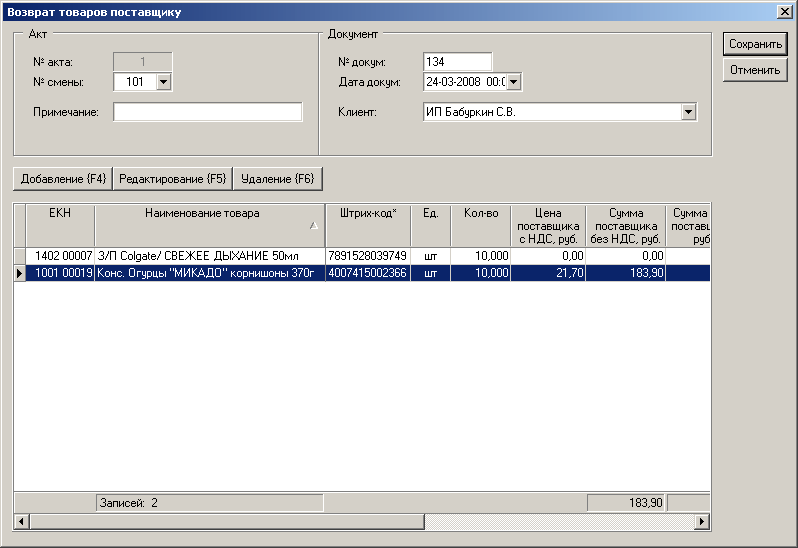 Возврат товаров поставщику
Акт
№ акта: 1
№ смены: 101
Примечание:
Документ
№ докум: 134
Дата докум: 24-03-2008 00:0
Клиент: ИП Бабуркин С.В.
Сохранить
Отменить
Добавление {F4} Редактирование {F5} Удаление {F6}
ЕКН Наименование товара Штрих-код* Ед. Кол-во Цена поставщика с НДС, руб. Сумма поставщика без НДС, руб. Сумма поставщ руб
1402 00007 З/П Colgate/ СВЕЖЕЕ ДЫХАНИЕ 50мл 7891528039749 шт 10,000 0,00 0,00
1001 00019 Конс. Огурцы "МИКАДО" корнишоны 370г 4007415002366 шт 10,000 21,70 183,90
Записей: 2 183,90